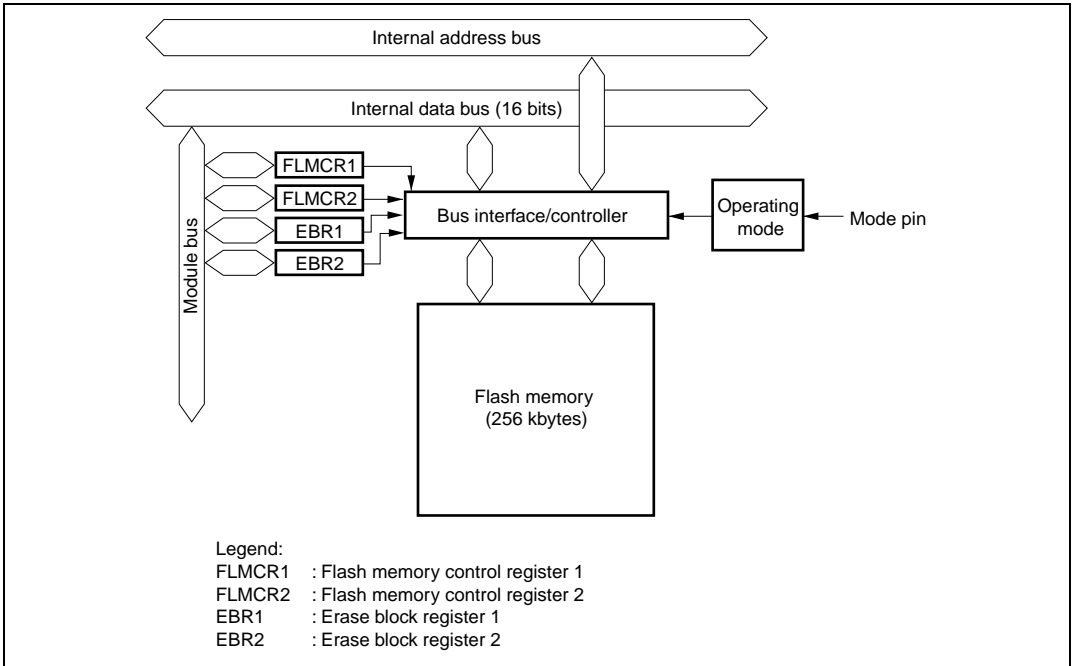 Internal address bus
Internal data bus (16 bits)
Module bus
FLMCR1
FLMCR2
EBR1
EBR2
Bus interface/controller
Operating
mode
Mode pin
Flash memory
(256 kbytes)
Legend:
FLMCR1 : Flash memory control register 1
FLMCR2 : Flash memory control register 2
EBR1 : Erase block register 1
EBR2 : Erase block register 2